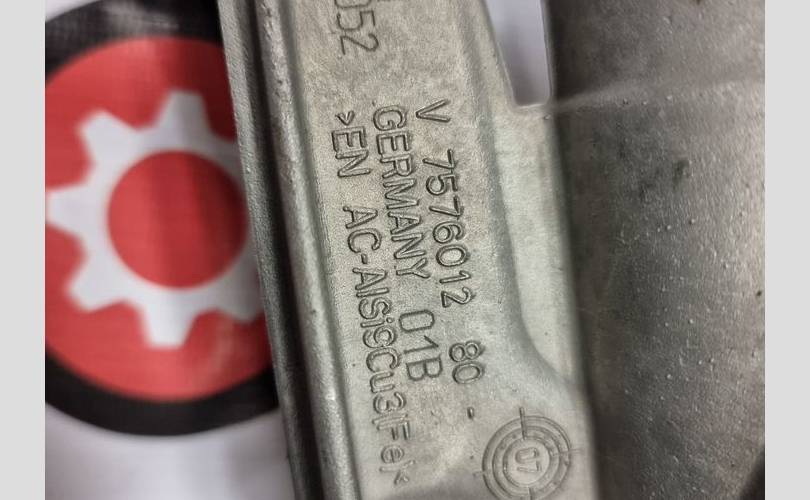 052
V 7576012 80 -
GERMANY 01B
>EN AC-AlSi9Cu3(Fe)<
07